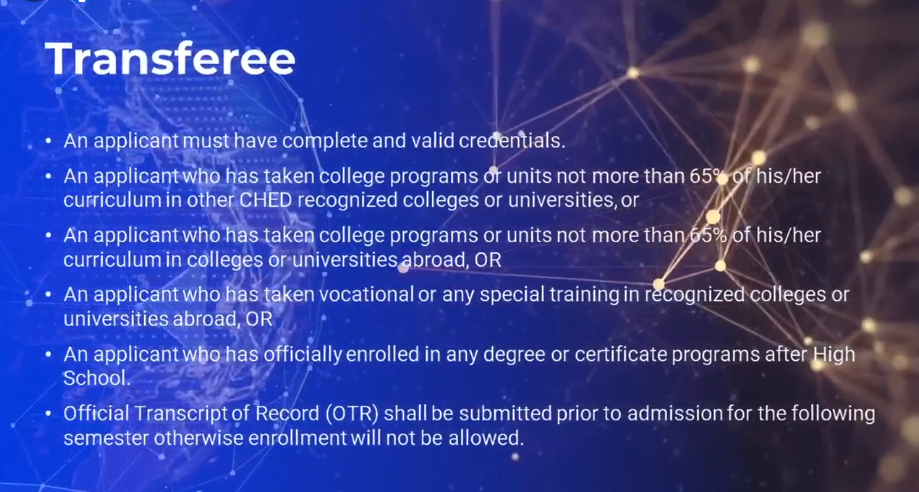 Transferee
• An applicant must have complete and valid credentials.
• An applicant who has taken college programs or units not more than 65% of his/her
curriculum in other CHED recognized colleges or universities, or
• An applicant who has taken college programs or units not more than 65% of his/her
curriculum in colleges or universities abroad, OR
• An applicant who has taken vocational or any special training in recognized colleges or
universities abroad, OR
• An applicant who has officially enrolled in any degree or certificate programs after High
School.
• Official Transcript of Record (OTR) shall be submitted prior to admission for the following
semester otherwise enrollment will not be allowed.